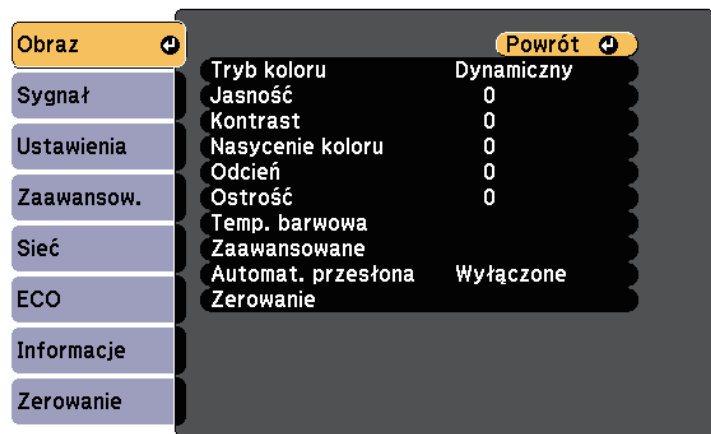 Obraz
Sygnał
Ustawienia
Zaawansow.
Sieć
ECO
Informacje
Zerowanie
Powrót
Tryb koloru Dynamiczny
Jasność 0
Kontrast 0
Nasycenie koloru 0
Odcień 0
Ostrość 0
Temp. barwowa
Zaawansowane
Automat. przesłona Wyłączone
Zerowanie